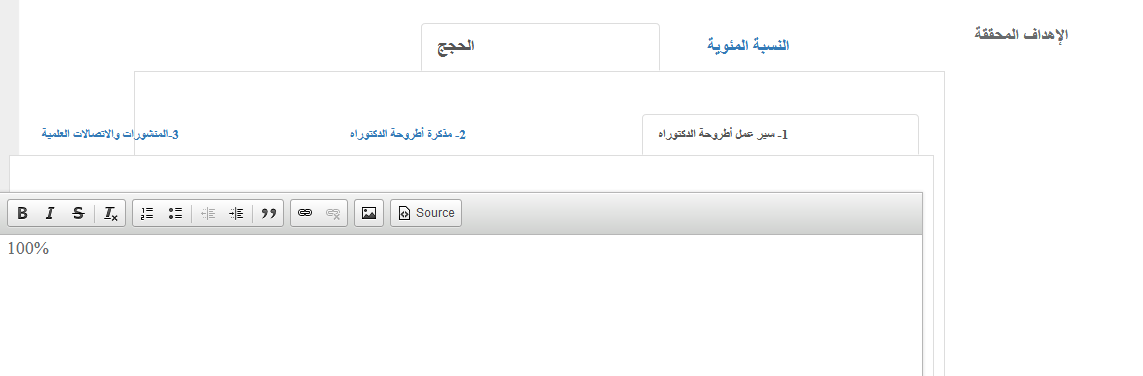 الإهداف المحققة
النسبة المئوية
الحجج
1- سير عمل أطروحة الدكتوراه
2- مذكرة أطروحة الدكتوراه
3-المنشورات والاتصالات العلمية
Source
100%